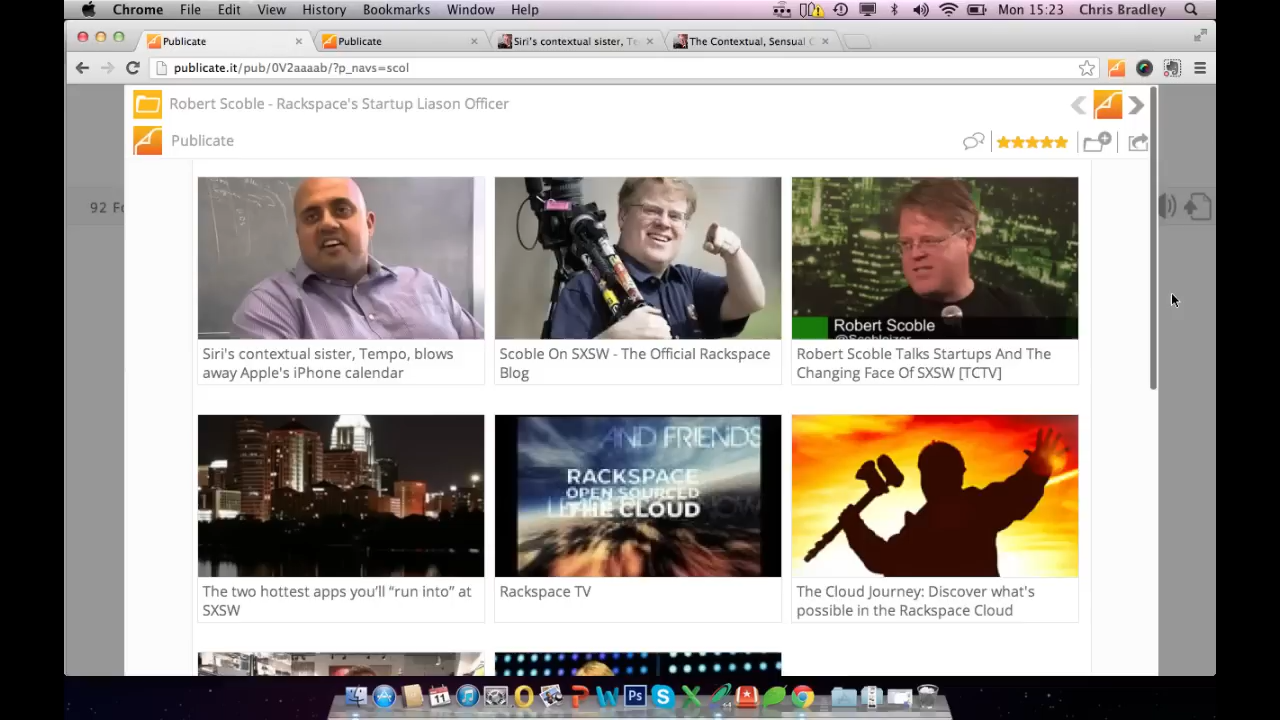 Chrome File Edit View History Bookmarks Window Help Mon 15:23 Chris Bradley
Publicate
Publicate
Siri's contextual sister, Te
The Contextual, Sensual
publicate.it/pub/0V2aaaab/?p_navs=scol
Robert Scoble - Rackspace's Startup Liason Officer
Publicate
92 Fo
Siri's contextual sister, Tempo, blows
away Apple's iPhone calendar
Scoble On SXSW - The Official Rackspace
Blog
Robert Scoble
Robert Scoble Talks Startups And The
Changing Face Of SXSW [TCTV]
The two hottest apps you'll “run into” at
SXSW
AND FRIENDS
RACKSPACE
OPEN SOURCED
THE CLOUD
Rackspace TV
The Cloud Journey: Discover what's
possible in the Rackspace Cloud
Ps